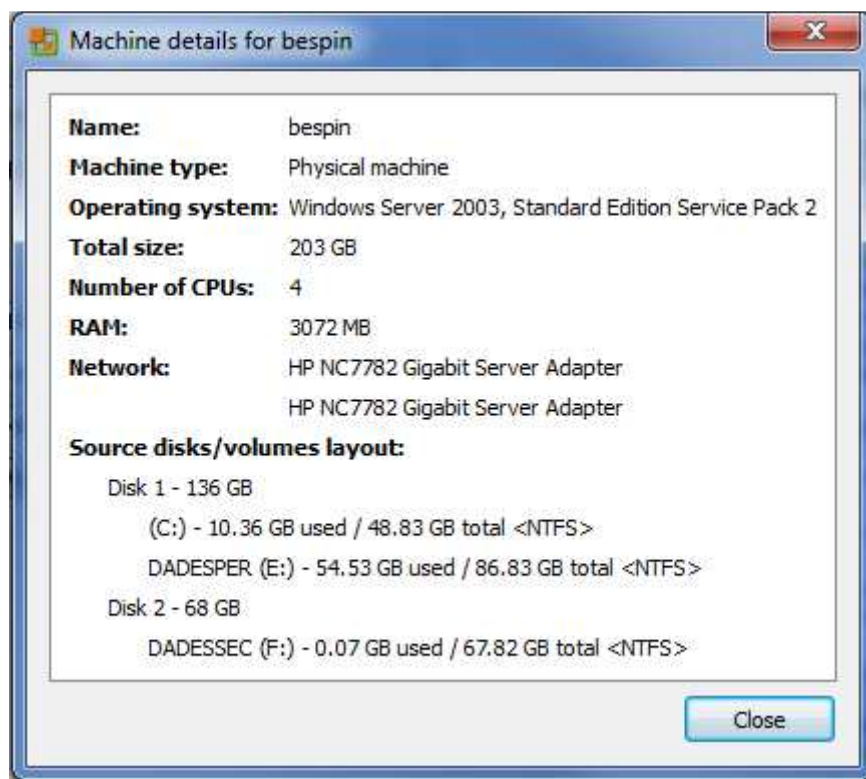 Machine details for bespin
Name: bespin
Machine type: Physical machine
Operating system: Windows Server 2003, Standard Edition Service Pack 2
Total size: 203 GB
Number of CPUs: 4
RAM: 3072 MB
Network: HP NC7782 Gigabit Server Adapter
HP NC7782 Gigabit Server Adapter
Source disks/volumes layout:
Disk 1 - 136 GB
(C:) - 10.36 GB used / 48.83 GB total <NTFS>
DADESPER (E:) - 54.53 GB used / 86.83 GB total <NTFS>
Disk 2 - 68 GB
DADESSEC (F:) - 0.07 GB used / 67.82 GB total <NTFS>
Close